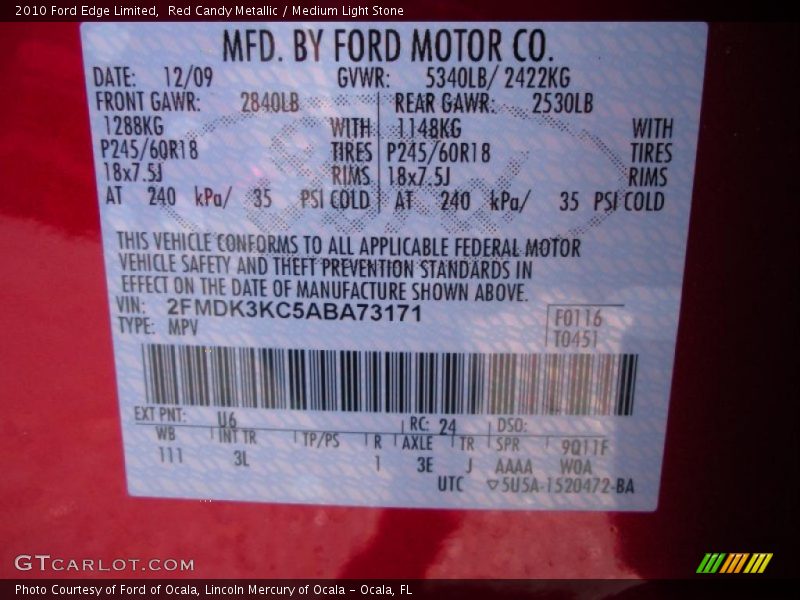 2010 Ford Edge Limited,  Red Candy Metallic / Medium Light Stone
MFD. BY FORD MOTOR CO.
DATE: 12/09 GVWR: 5340LB/ 2422KG
FRONT GAWR: 2840LB REAR GAWR: 2530LB
1288KG WITH 1148KG WITH
P245/60R18 TIRES P245/60R18 TIRES
18x7.5J RIMS 18x7.5J RIMS
AT 240 kPa/ 35 PSI COLD AT 240 kPa/ 35 PSI COLD
THIS VEHICLE CONFORMS TO ALL APPLICABLE FEDERAL MOTOR
VEHICLE SAFETY AND THEFT PREVENTION STANDARDS IN
EFFECT ON THE DATE OF MANUFACTURE SHOWN ABOVE.
VIN: 2FMDK3KC5ABA73171
F0116
TYPE: MPV
T0451
EXT PNT: U6 RC: 24 DSO:
WB INT TR TP/PS R AXLE TR SPR 9Q11F
111 3L 1 3E J AAAA W0A
UTC ▽5U5A-1520472-BA
GTCARLOT.COM
Photo Courtesy of Ford of Ocala, Lincoln Mercury of Ocala - Ocala, FL